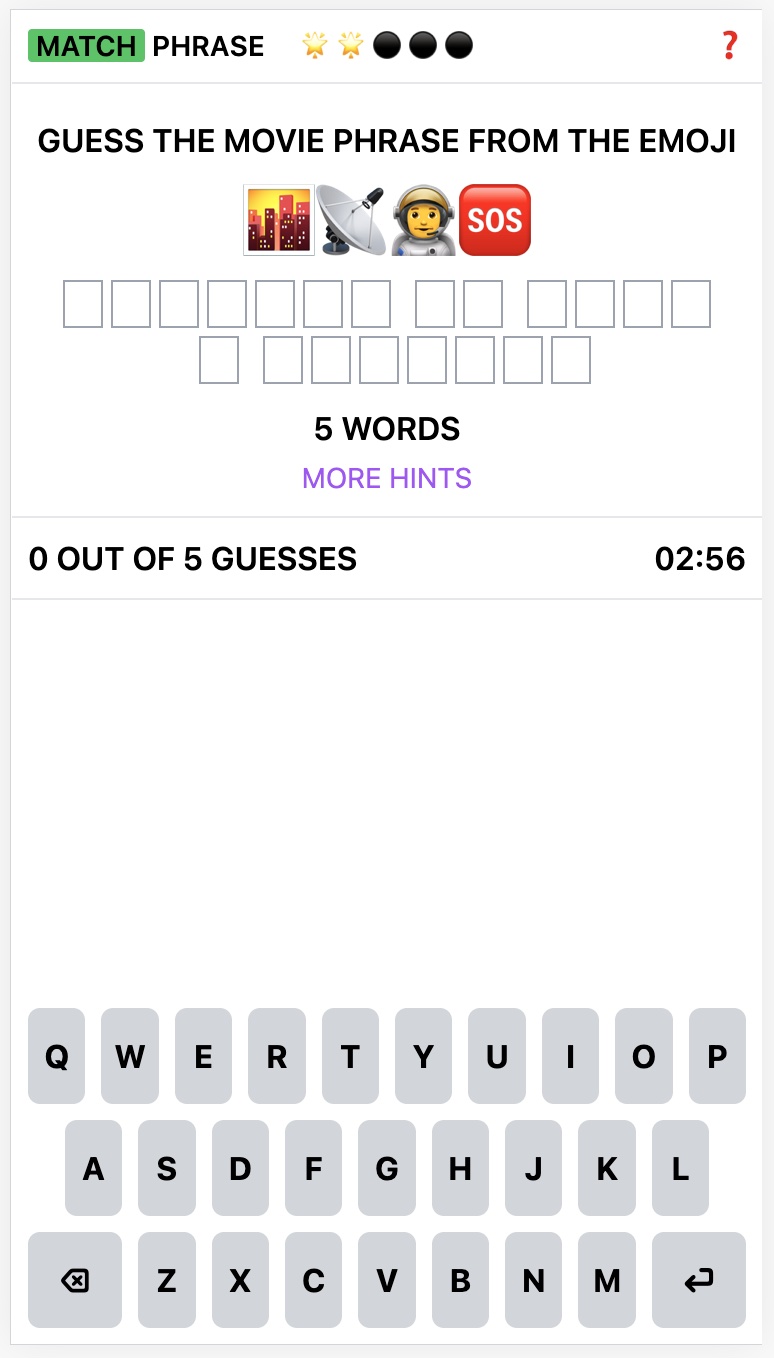 MATCH PHRASE
GUESS THE MOVIE PHRASE FROM THE EMOJI
SOS
5 WORDS
MORE HINTS
0 OUT OF 5 GUESSES 02:56
Q W E R T Y U I O P
A S D F G H J K L
Z X C V B N M